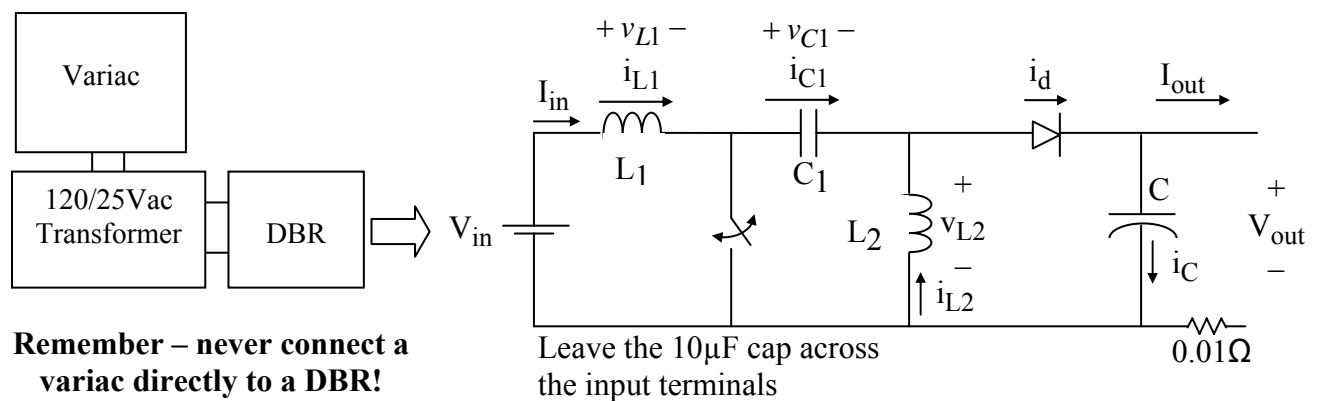 Variac
120/25Vac
Transformer
DBR
Remember – never connect a
variac directly to a DBR!
+ vL1 −
iL1
Iin
L1
Vin
+ vC1 −
iC1
C1
L2
+
vL2
−
iL2
id
Iout
C
iC
+
Vout
−
0.01Ω
Leave the 10µF cap across
the input terminals